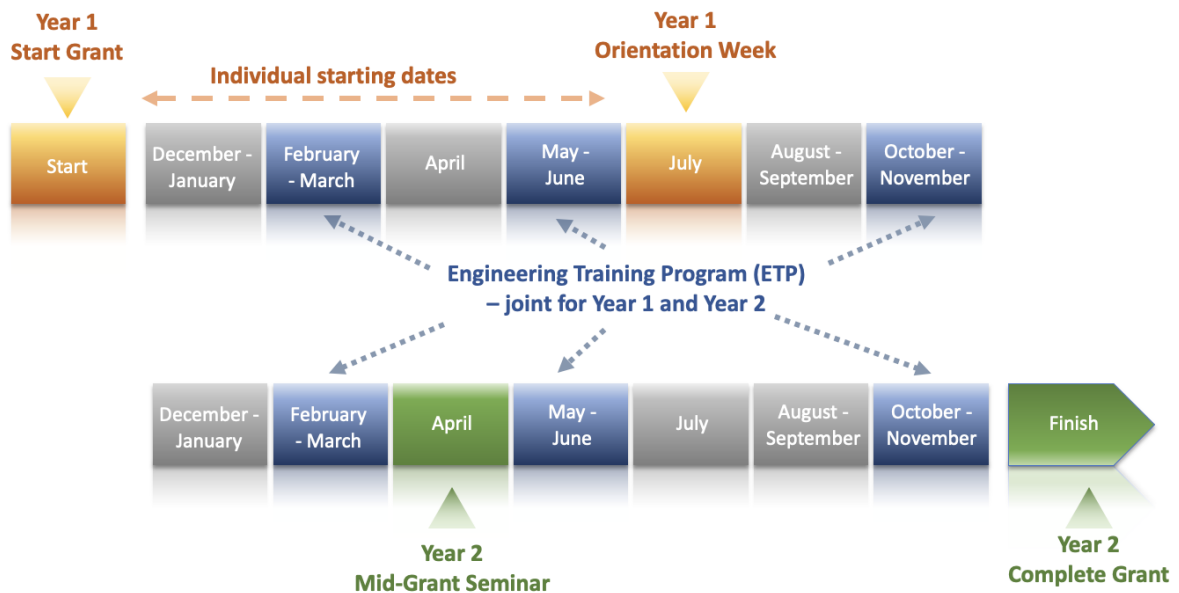 Year 1
Start Grant
Year 1
Orientation Week
Individual starting dates
Start
December -
January
February
- March
April
May -
June
July
August -
September
October -
November
Engineering Training Program (ETP)
– joint for Year 1 and Year 2
December -
January
February
- March
April
May -
June
July
August -
September
October -
November
Finish
Year 2
Mid-Grant Seminar
Year 2
Complete Grant